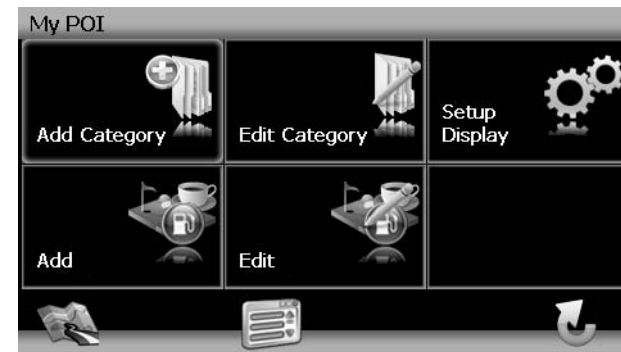 My POI
Add Category
Edit Category
Setup
Display
Add
Edit